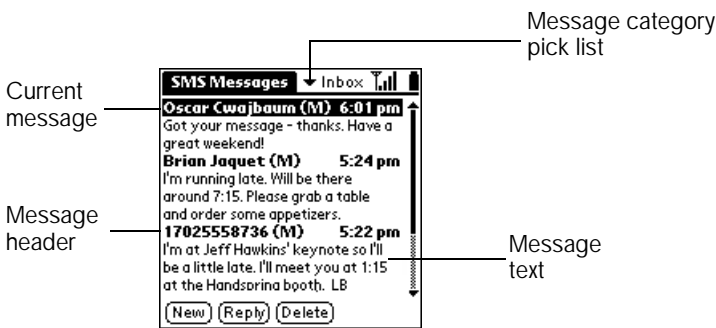 Message category
pick list
SMS Messages Inbox
Current
message
Oscar Cwajbaum (M) 6:01 pm
Got your message - thanks. Have a
great weekend!
Brian Jaquet (M) 5:24 pm
I'm running late. Will be there
around 7:15. Please grab a table
and order some appetizers.
Message
header
17025558736 (M) 5:22 pm
I'm at Jeff Hawkins' keynote so I'll
be a little late. I'll meet you at 1:15
at the Handspring booth. LB
Message
text
New Reply Delete